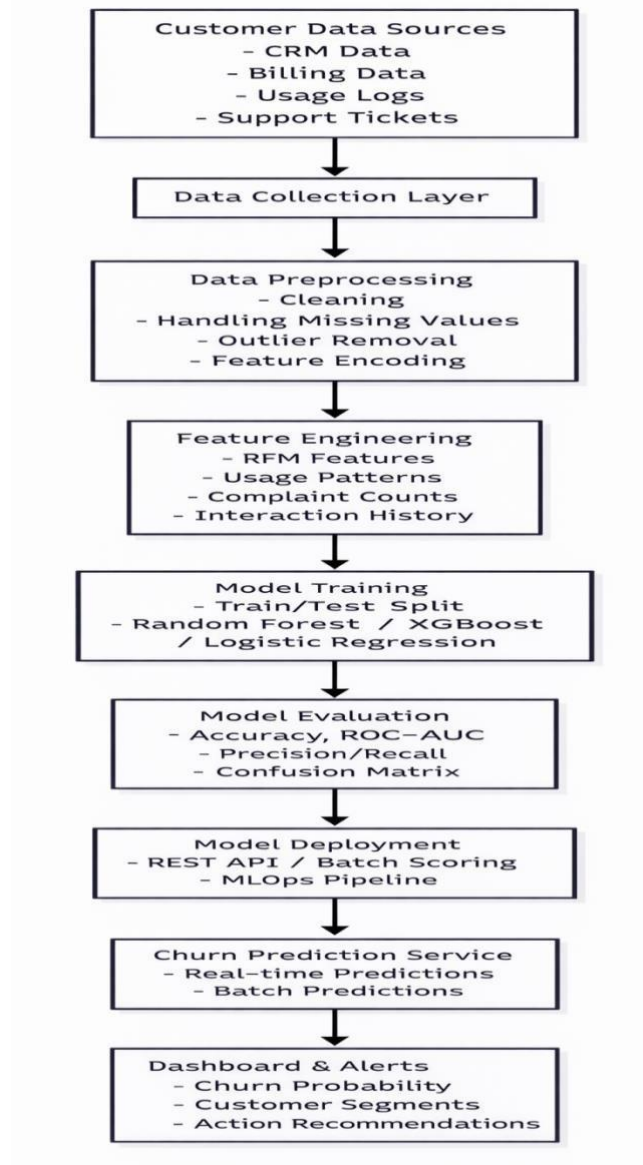 Customer Data Sources
- CRM Data
- Billing Data
- Usage Logs
- Support Tickets
Data Collection Layer
Data Preprocessing
- Cleaning
- Handling Missing Values
- Outlier Removal
- Feature Encoding
Feature Engineering
- RFM Features
- Usage Patterns
- Complaint Counts
- Interaction History
Model Training
- Train/Test Split
- Random Forest / XGBoost
/ Logistic Regression
Model Evaluation
- Accuracy, ROC-AUC
- Precision/Recall
- Confusion Matrix
Model Deployment
- REST API / Batch Scoring
- MLOps Pipeline
Churn Prediction Service
- Real-time Predictions
- Batch Predictions
Dashboard & Alerts
- Churn Probability
- Customer Segments
- Action Recommendations